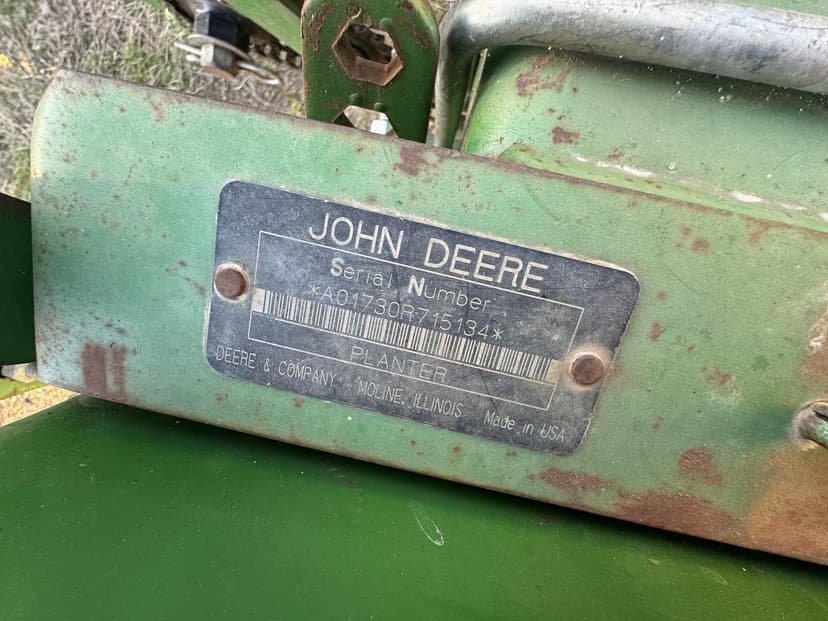 JOHN DEERE
Serial Number
*A01730R715134*
PLANTER
DEERE & COMPANY MOLINE, ILLINOIS Made in USA